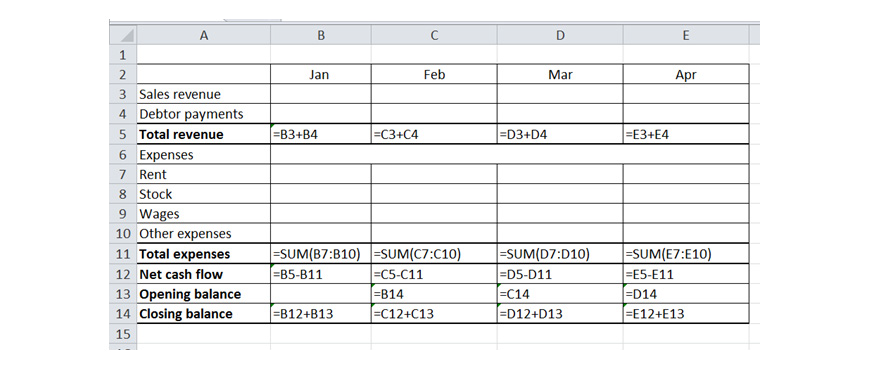 A B C D E
1
2 Jan Feb Mar Apr
3 Sales revenue
4 Debtor payments
5 Total revenue =B3+B4 =C3+C4 =D3+D4 =E3+E4
6 Expenses
7 Rent
8 Stock
9 Wages
10 Other expenses
11 Total expenses =SUM(B7:B10) =SUM(C7:C10) =SUM(D7:D10) =SUM(E7:E10)
12 Net cash flow =B5-B11 =C5-C11 =D5-D11 =E5-E11
13 Opening balance =B14 =C14 =D14
14 Closing balance =B12+B13 =C12+C13 =D12+D13 =E12+E13
15